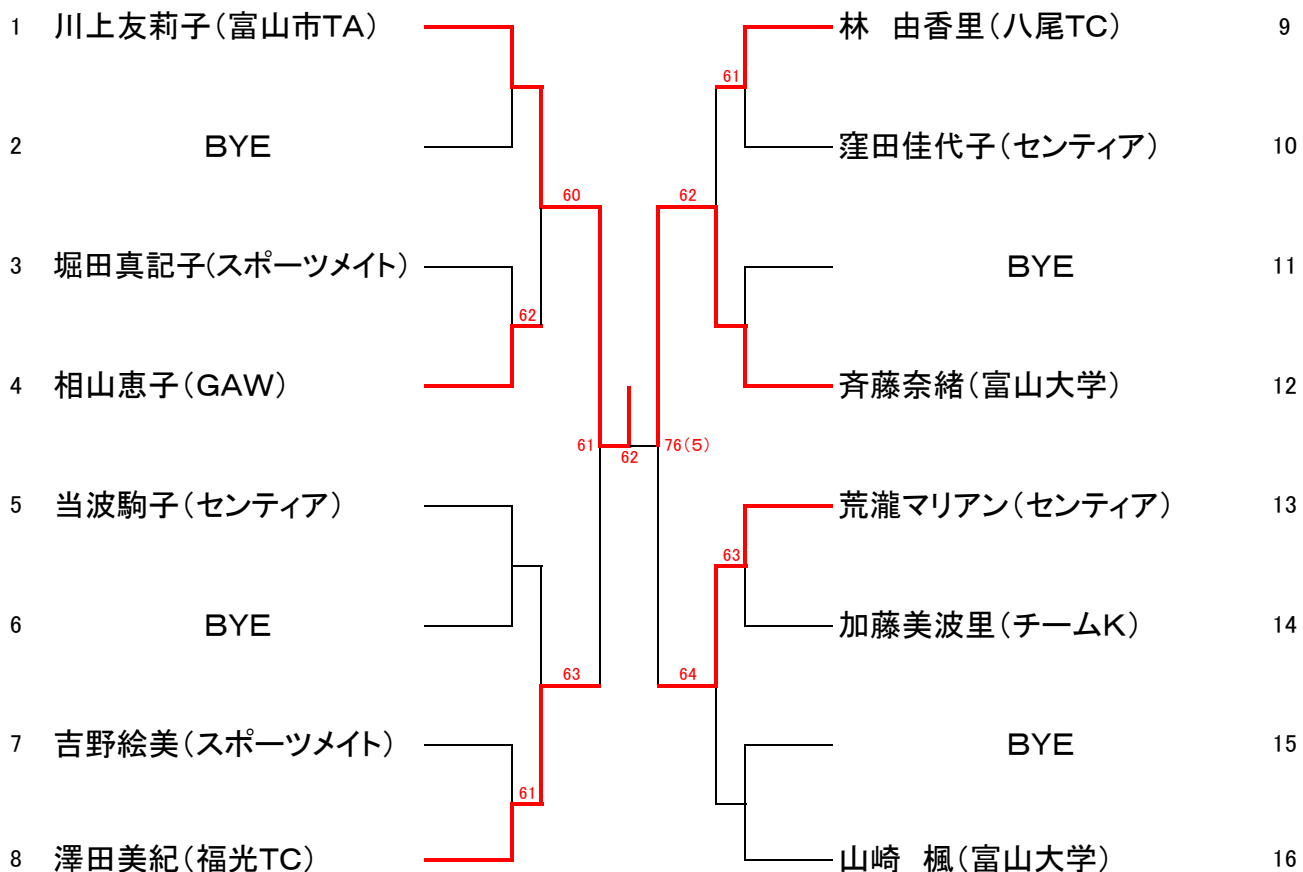 1 川上友莉子(富山市TA)
2 BYE
3 堀田真記子(スポーツメイト)
4 相山恵子(GAW)
5 当波駒子(センティア)
6 BYE
7 吉野絵美(スポーツメイト)
8 澤田美紀(福光TC)
60
62
61
63
61
62
76(5)
61
62
63
64
林 由香里(八尾TC) 9
窪田佳代子(センティア) 10
BYE 11
斉藤奈緒(富山大学) 12
荒瀧マリアン(センティア) 13
加藤美波里(チームK) 14
BYE 15
山崎 楓(富山大学) 16